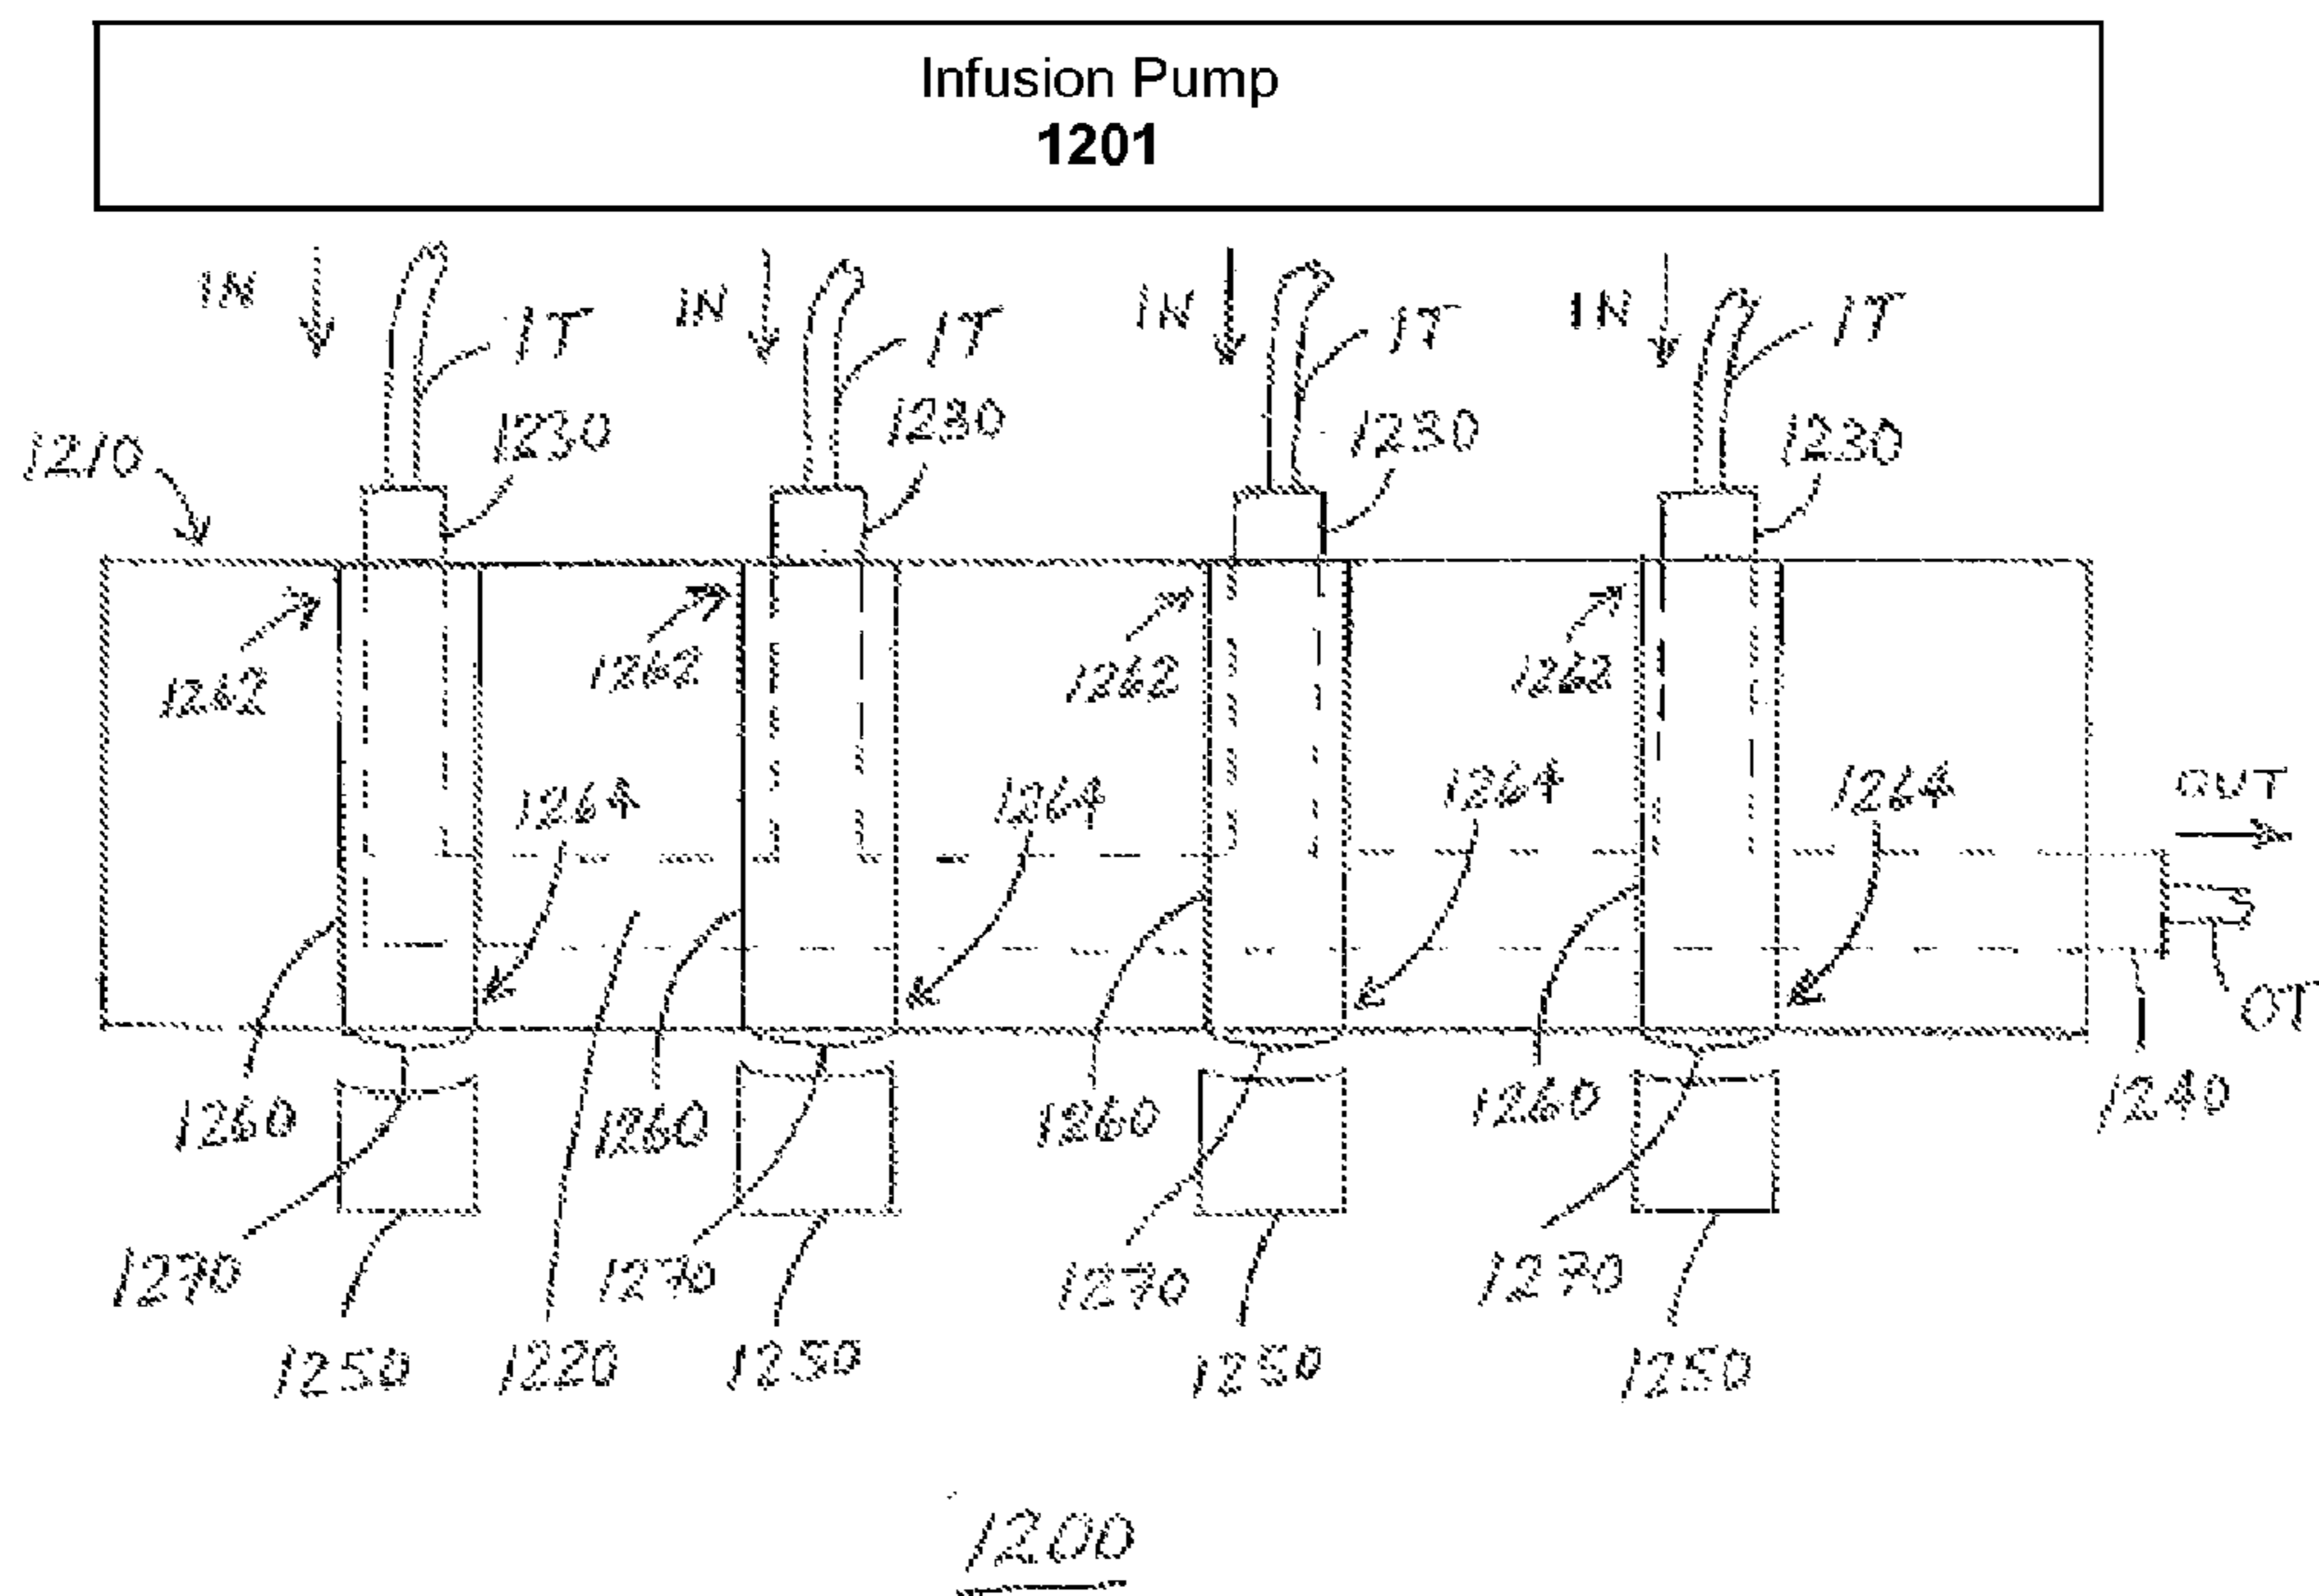 Infusion Pump
1201
IN IN IN IN
IT IT IT IT
1230 1230 1230 1230
1210
1262 1262 1262 1262
1264 1264 1264 1264
OUT
OT
1260 1260 1260 1260
1240
1270 1270 1270 1270
1250 1220 1250 1250 1250
1200